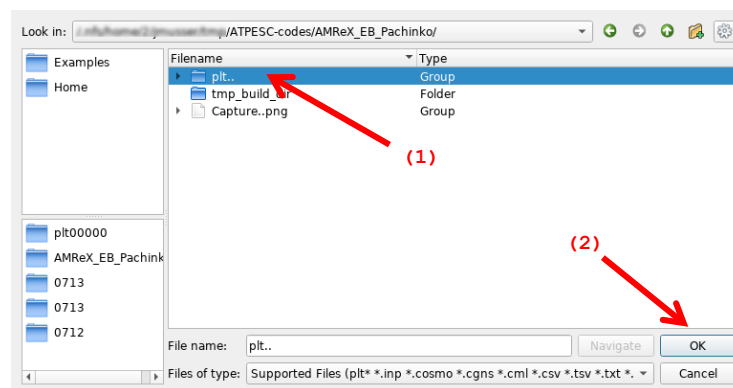 Look in: /ATPESC-codes/AMReX_EB_Pachinko/
Examples
Home
Filename Type
plt.. Group
tmp_build_dir Folder
Capture..png Group
(1)
(2)
plt00000
AMReX_EB_Pachink
0713
0713
0712
File name: plt.. Navigate OK
Files of type: Supported Files (plt* *.inp *.cosmo *.cgns *.cml *.csv *.tsv *.txt *. Cancel